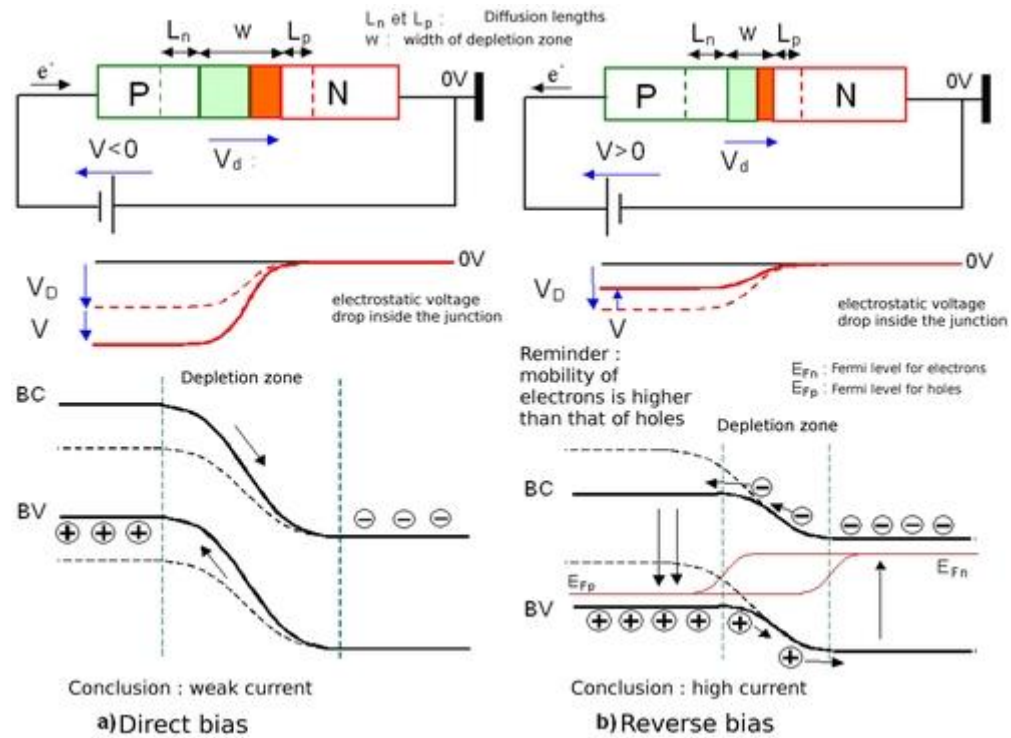 Ln et Lp : Diffusion lengths
w : width of depletion zone
Ln w Lp
e-
P N
0V
V<0
Vd :
Ln w Lp
e-
P N
0V
V>0
Vd
0V
VD
V
electrostatic voltage
drop inside the junction
0V
VD
V
electrostatic voltage
drop inside the junction
Reminder :
mobility of
electrons is higher
than that of holes
EFn : Fermi level for electrons
EFp : Fermi level for holes
Depletion zone
BC
BV
Depletion zone
BC
EFp
EFn
BV
Conclusion : weak current
a)Direct bias
Conclusion : high current
b)Reverse bias